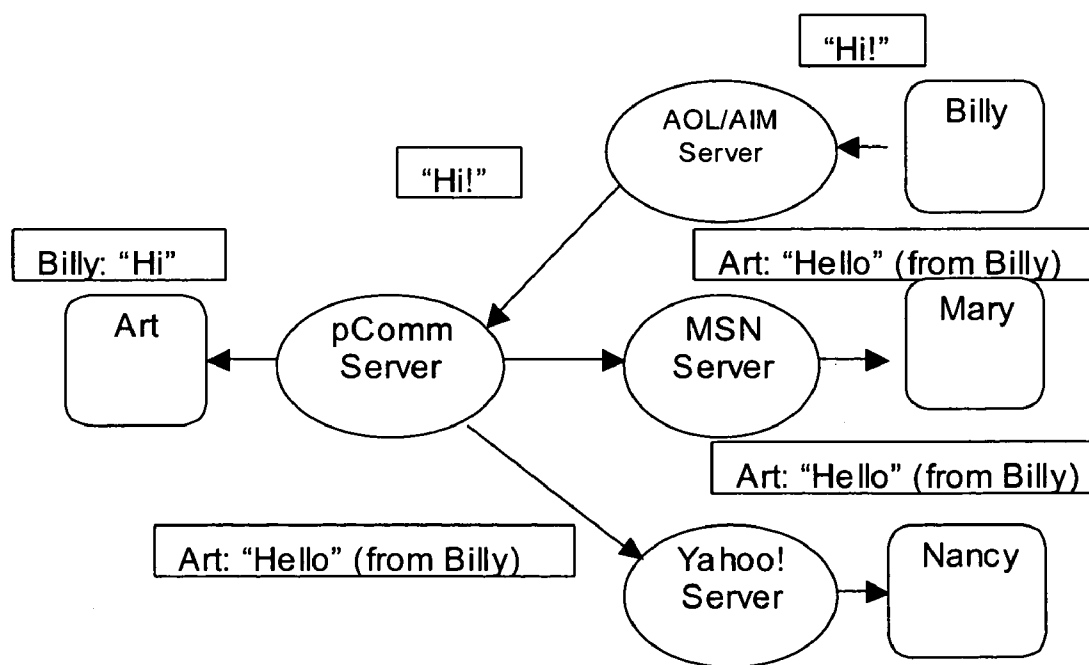 “Hi!”
AOL/AIM
Server
Billy
“Hi!”
Billy: “Hi”
Art: “Hello” (from Billy)
Art
pComm
Server
MSN
Server
Mary
Art: “Hello” (from Billy)
Art: “Hello” (from Billy)
Yahoo!
Server
Nancy